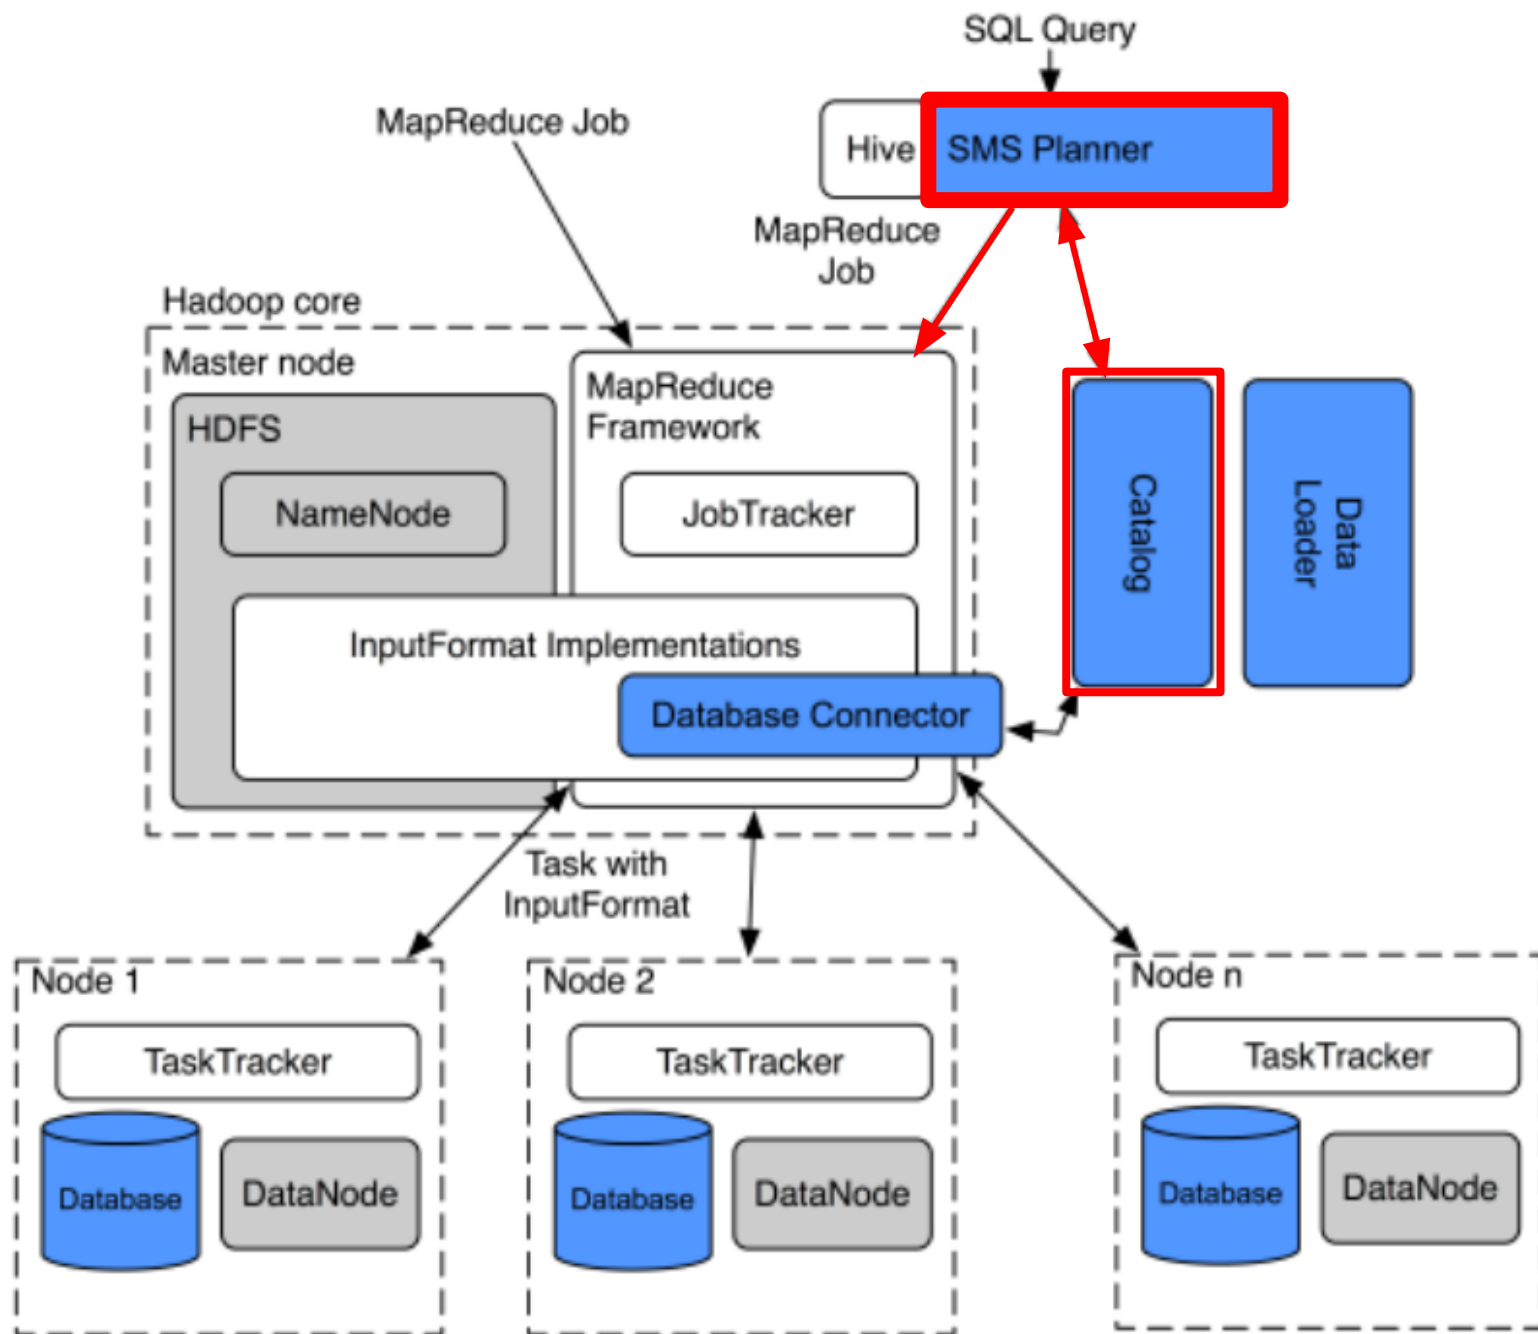 SQL Query
MapReduce Job
Hive
SMS Planner
MapReduce
Job
Hadoop core
Master node
HDFS
NameNode
MapReduce
Framework
JobTracker
InputFormat Implementations
Database Connector
Catalog
Data
Loader
Task with
InputFormat
Node 1
TaskTracker
Database
DataNode
Node 2
TaskTracker
Database
DataNode
Node n
TaskTracker
Database
DataNode